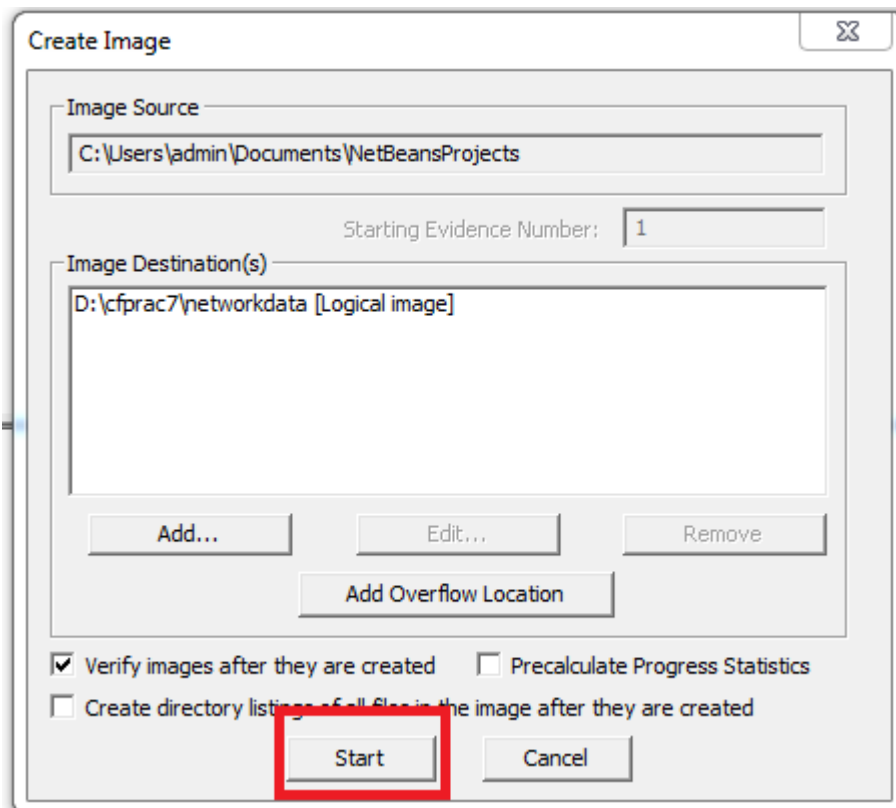 Create Image
Image Source
C:\Users\admin\Documents\NetBeansProjects
Starting Evidence Number: 1
Image Destination(s)
D:\cfprac7\networkdata [Logical image]
Add... Edit... Remove
Add Overflow Location
Verify images after they are created Precalculate Progress Statistics
Create directory listings of all files in the image after they are created
Start Cancel